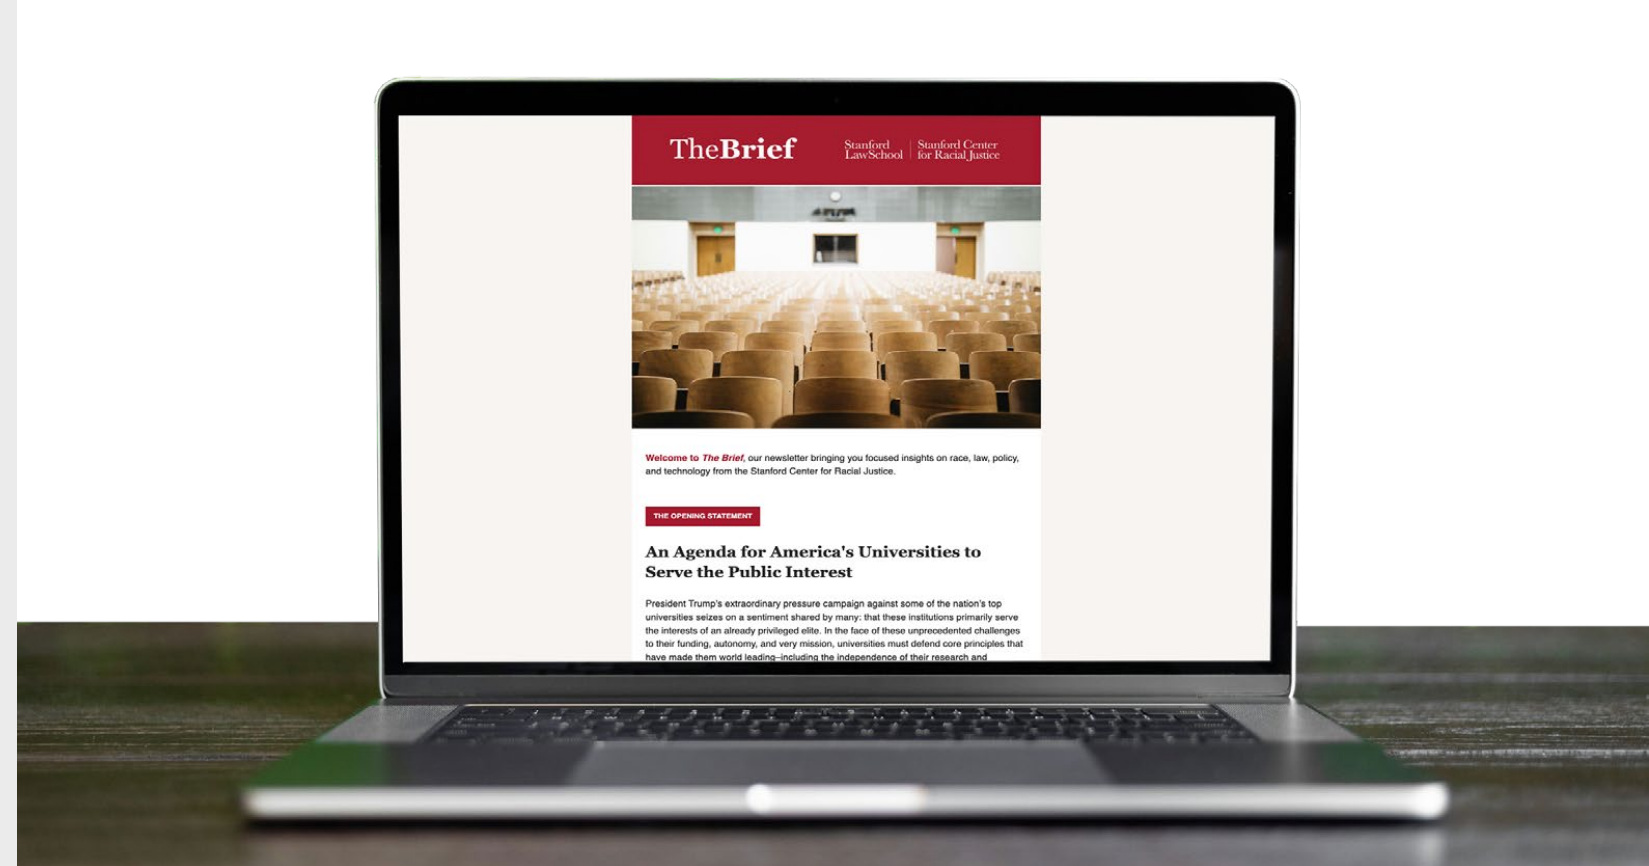 TheBrief
Stanford
LawSchool
Stanford Center
for Racial Justice
Welcome to The Brief, our newsletter bringing you focused insights on race, law, policy,
and technology from the Stanford Center for Racial Justice.
THE OPENING STATEMENT
An Agenda for America's Universities to
Serve the Public Interest
President Trump's extraordinary pressure campaign against some of the nation's top
universities seizes on a sentiment shared by many: that these institutions primarily serve
the interests of an already privileged elite. In the face of these unprecedented challenges
to their funding, autonomy, and very mission, universities must defend core principles that
have made them world leading–including the independence of their research and